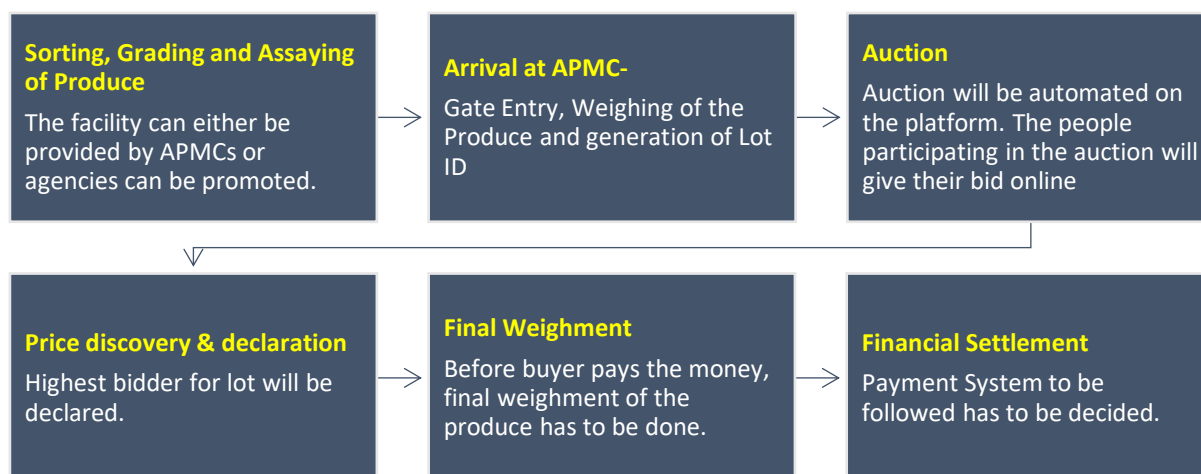 Sorting, Grading and Assaying
of Produce
The facility can either be
provided by APMCs or
agencies can be promoted.
Arrival at APMC-
Gate Entry, Weighing of the
Produce and generation of Lot
ID
Auction
Auction will be automated on
the platform. The people
participating in the auction will
give their bid online
Price discovery & declaration
Highest bidder for lot will be
declared.
Final Weighment
Before buyer pays the money,
final weighment of the
produce has to be done.
Financial Settlement
Payment System to be
followed has to be decided.